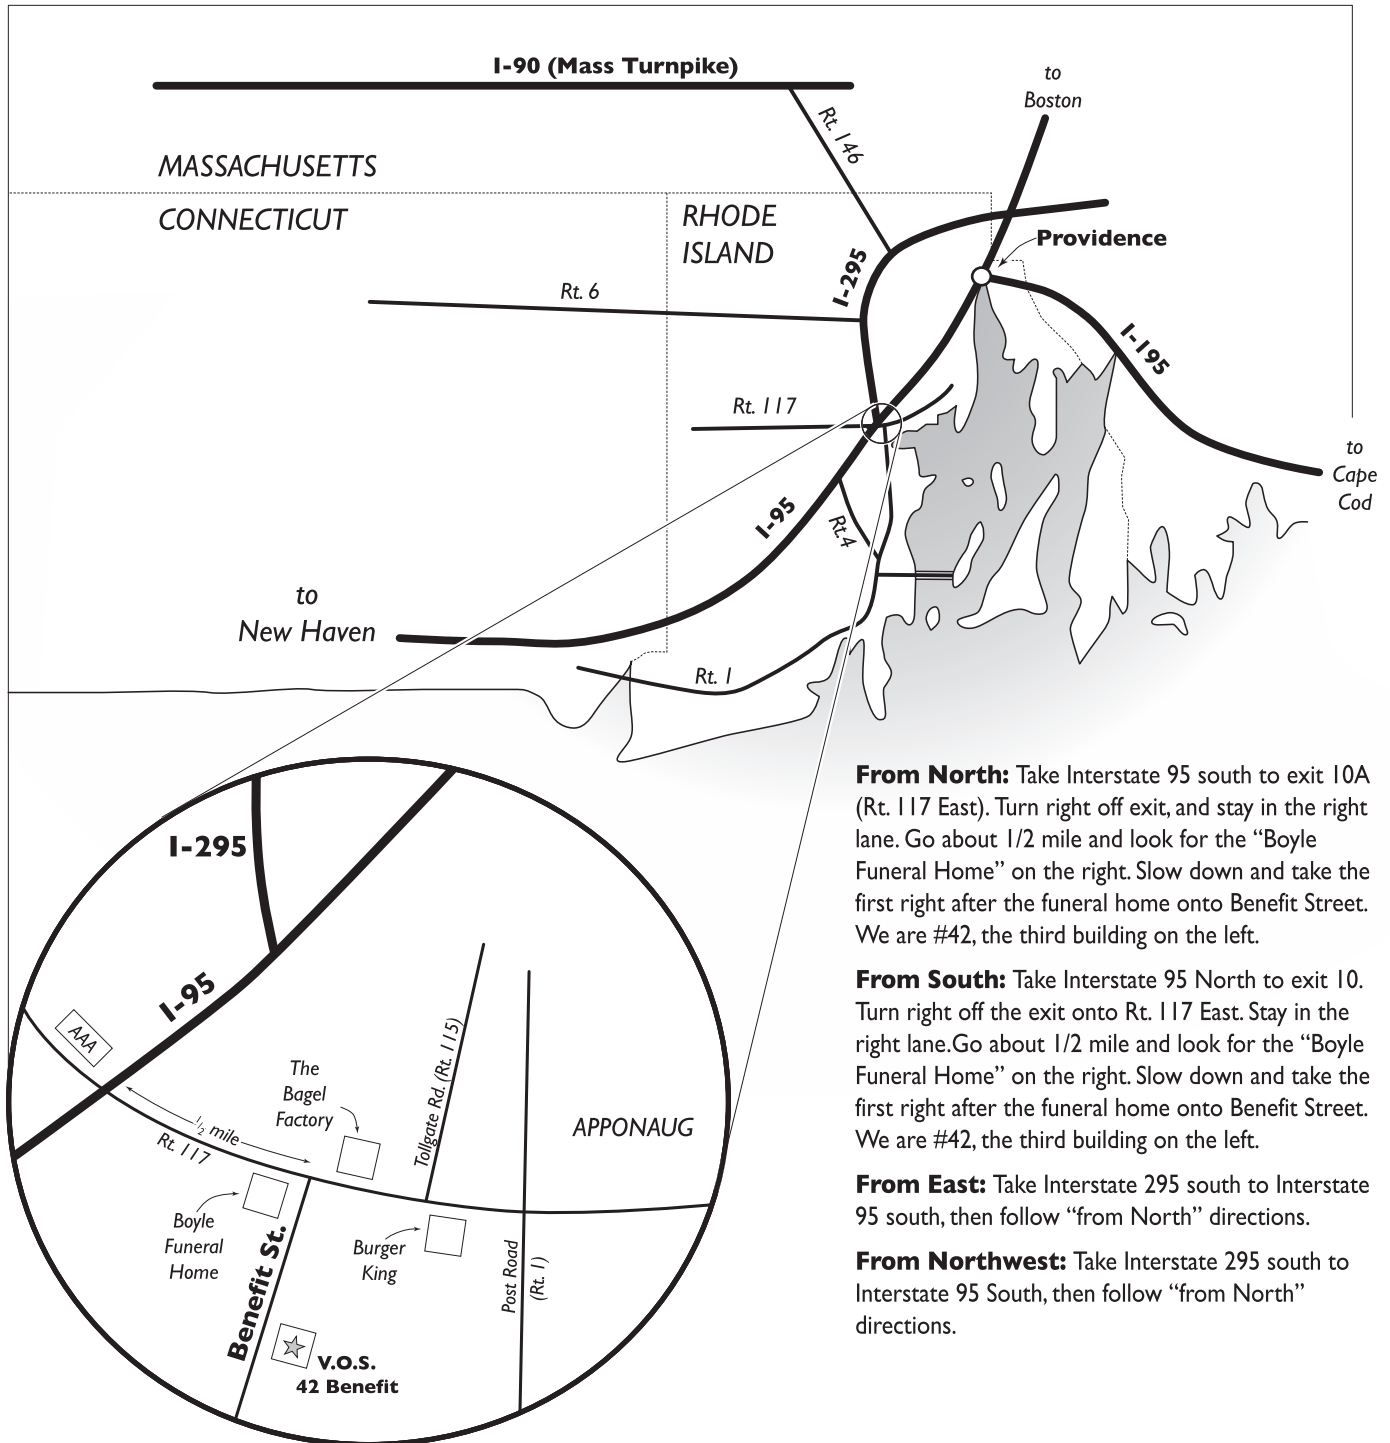 I-90 (Mass Turnpike)
to
Boston
Rt. 146
MASSACHUSETTS
CONNECTICUT
RHODE
ISLAND
Providence
I-295
Rt. 6
I-195
Rt. 117
to
Cape
Cod
I-95
Rt.4
to
New Haven
Rt. 1
From North: Take Interstate 95 south to exit 10A
(Rt. 117 East). Turn right off exit, and stay in the right
lane. Go about 1/2 mile and look for the “Boyle
Funeral Home” on the right. Slow down and take the
first right after the funeral home onto Benefit Street.
We are #42, the third building on the left.
From South: Take Interstate 95 North to exit 10.
Turn right off the exit onto Rt. 117 East. Stay in the
right lane.Go about 1/2 mile and look for the “Boyle
Funeral Home” on the right. Slow down and take the
first right after the funeral home onto Benefit Street.
We are #42, the third building on the left.
From East: Take Interstate 295 south to Interstate
95 south, then follow “from North” directions.
From Northwest: Take Interstate 295 south to
Interstate 95 South, then follow “from North”
directions.
I-295
I-95
AAA
The
Bagel
Factory
Tollgate Rd. (Rt. 115)
APPONAUG
1/2 mile
Rt. 117
Boyle
Funeral
Home
Benefit St.
Burger
King
Post Road
(Rt. 1)
V.O.S.
42 Benefit